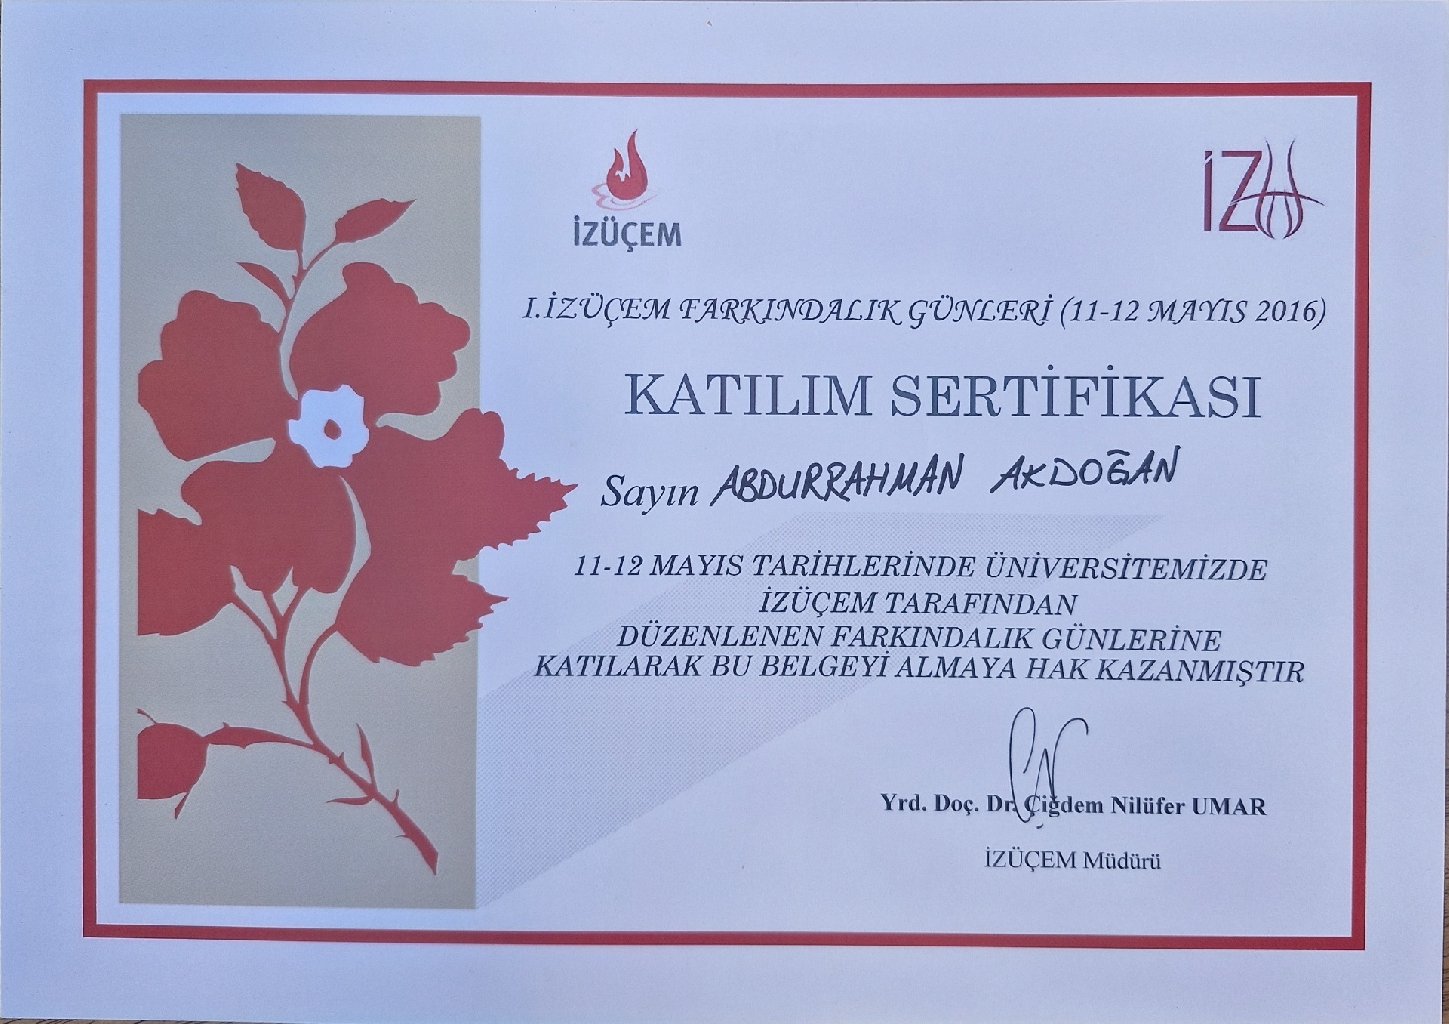 İZÜÇEM
İZÜ
I.İZÜÇEM FARKINDALIK GÜNLERİ (11-12 MAYIS 2016)
KATILIM SERTİFİKASI
Sayın ABDURRAHMAN AKDOĞAN
11-12 MAYIS TARİHLERİNDE ÜNİVERSİTEMİZDE
İZÜÇEM TARAFINDAN
DÜZENLENEN FARKINDALIK GÜNLERİNE
KATILARAK BU BELGEYİ ALMAYA HAK KAZANMIŞTIR
Yrd. Doç. Dr. Çiğdem Nilüfer UMAR
İZÜÇEM Müdürü